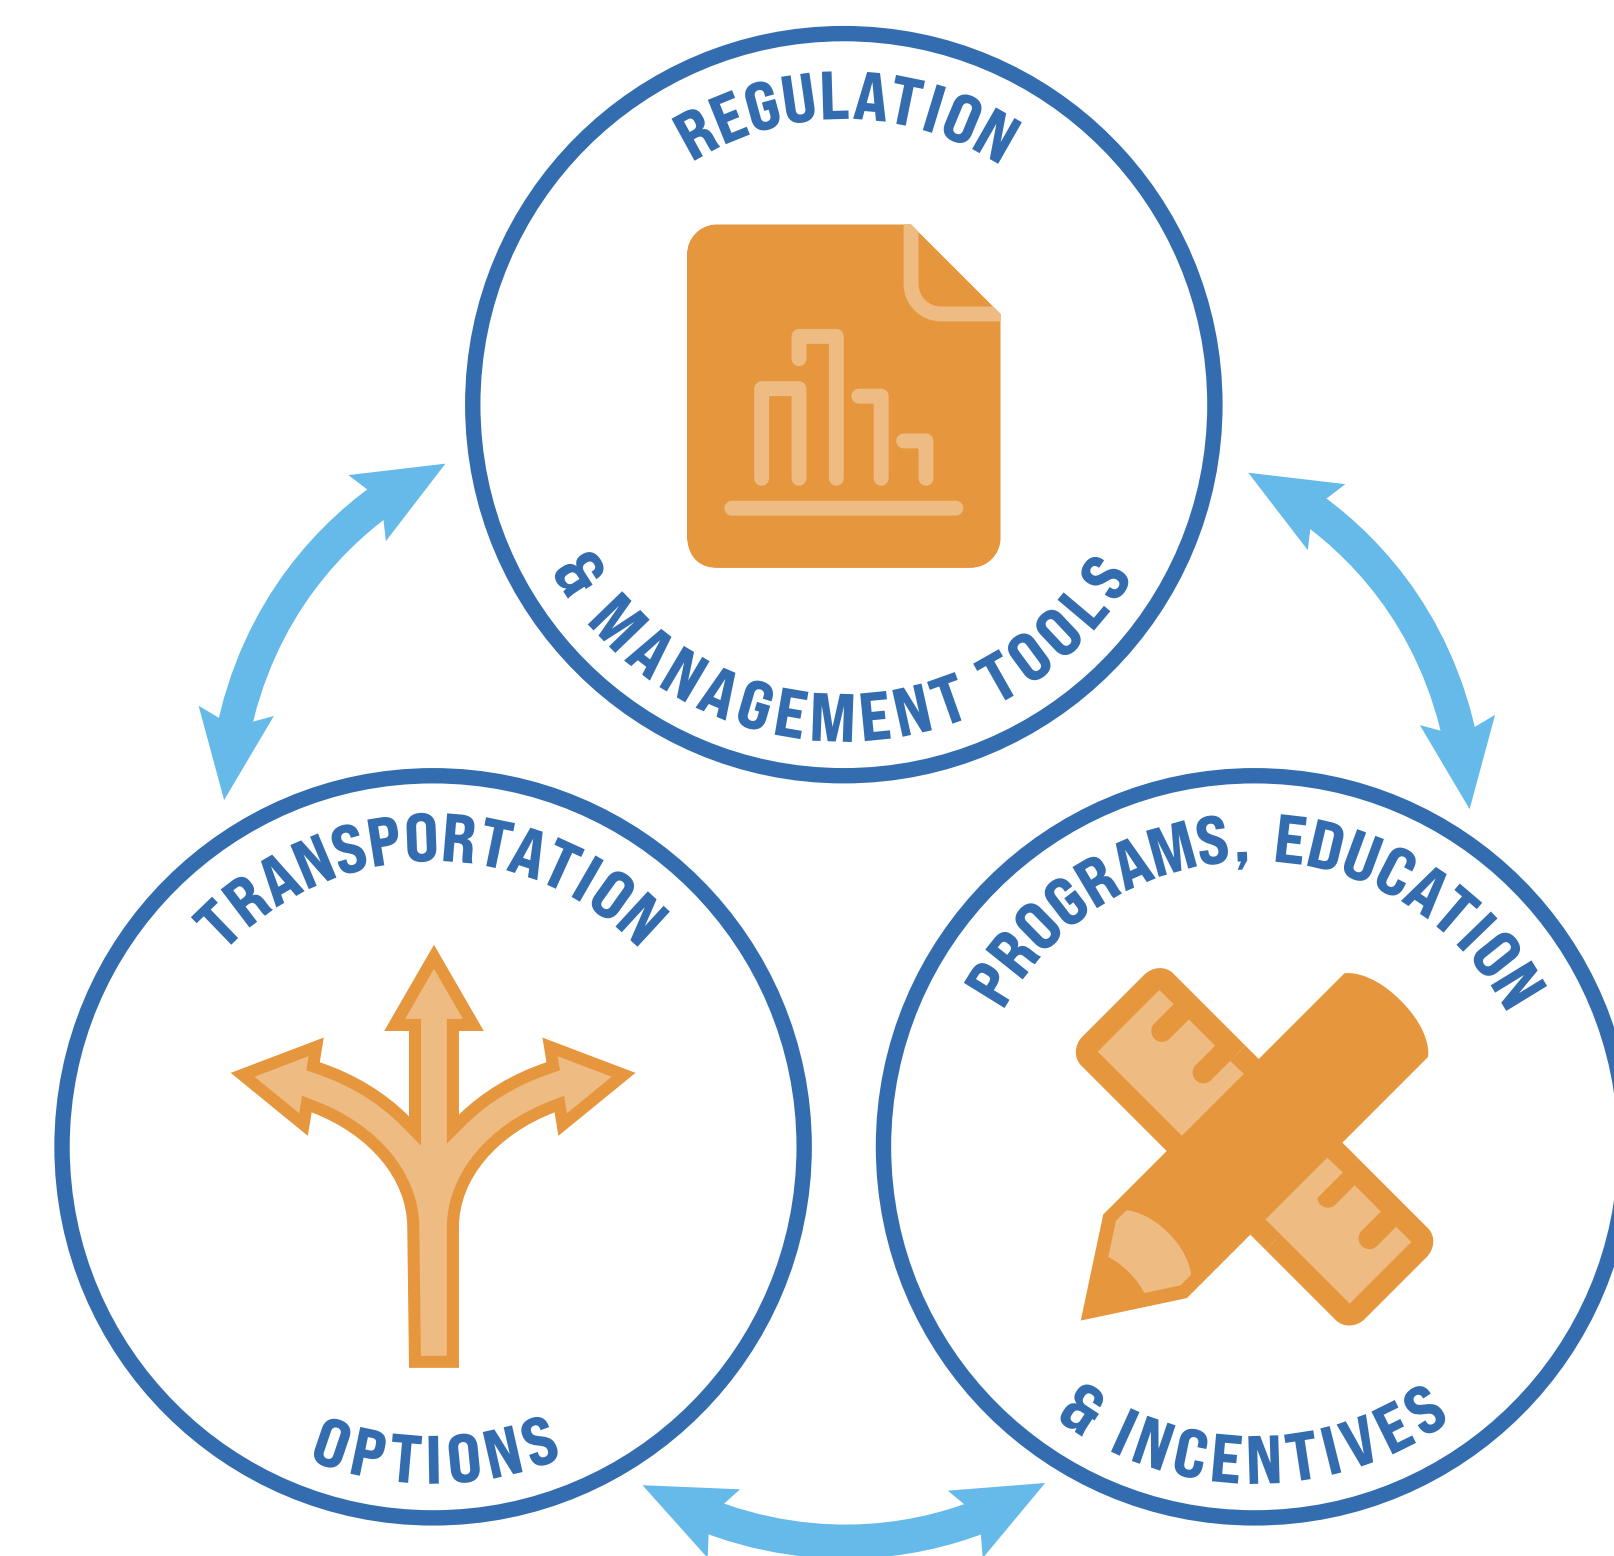 REGULATION
& MANAGEMENT TOOLS
TRANSPORTATION
OPTIONS
PROGRAMS, EDUCATION
& INCENTIVES